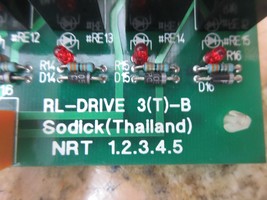 #RE12 #RE13 #RE14 #RE15
R14 R15 R16
D14 D15 D16
RL-DRIVE 3(T)-B
Sodick(Thailand)
NRT 1.2.3.4.5